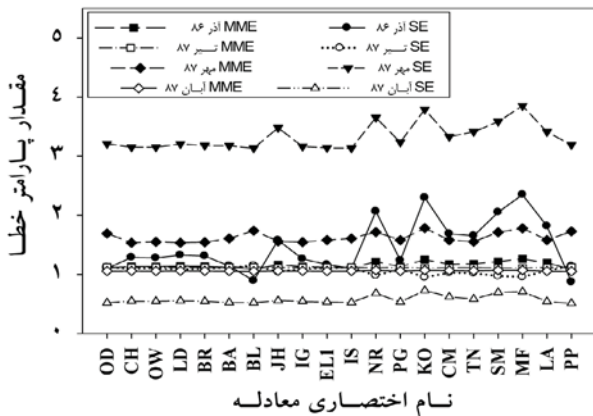 ۵
۴
۳
۲
۱
۰
مقدار پارامتر خطا
آذر ۸۶ MME
آذر ۸۶ SE
تیر ۸۷ MME
تیر ۸۷ SE
مهر ۸۷ MME
مهر ۸۷ SE
آبان ۸۷ MME
آبان ۸۷ SE
OD CH OW LD BR BA BL JH IG ELI IS NR PG KO CM TN SM MF LA PP
نام اختصاری معادله